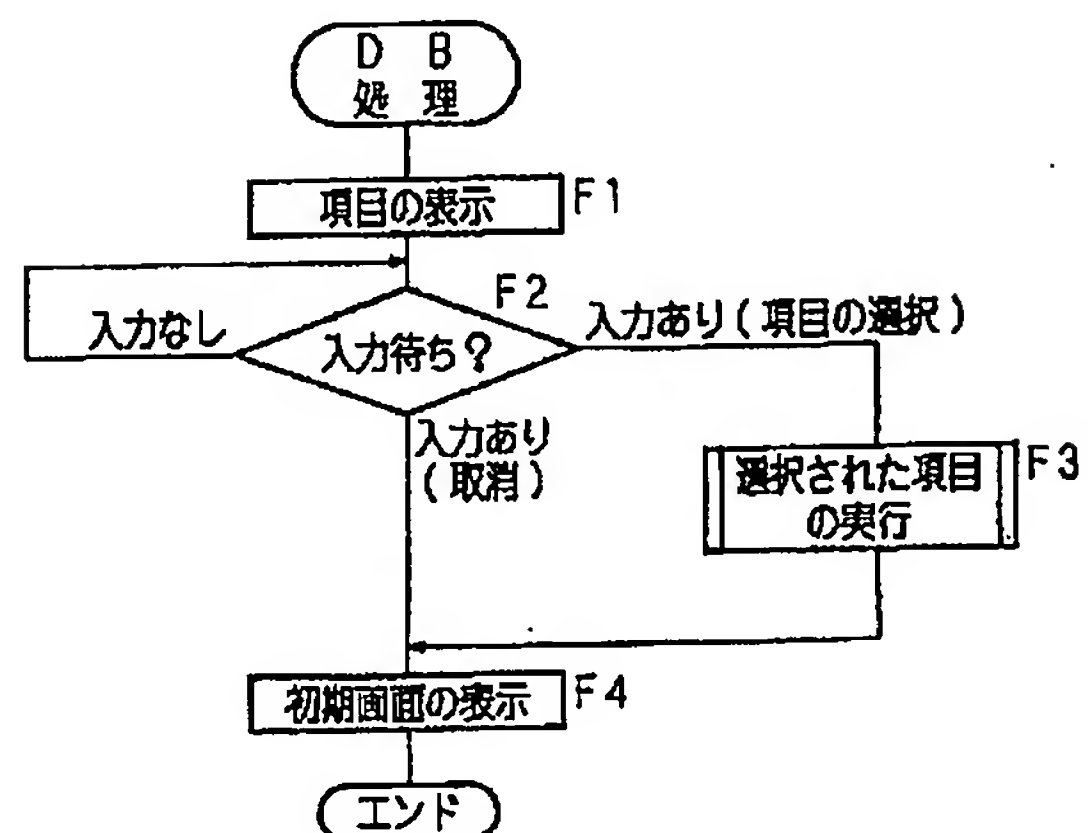 D B
処 理
項目の表示
F1
F2
入力なし
入力待ち?
入力あり(項目の選択)
入力あり
(取消)
選択された項目
の実行
F3
初期画面の表示
F4
エンド